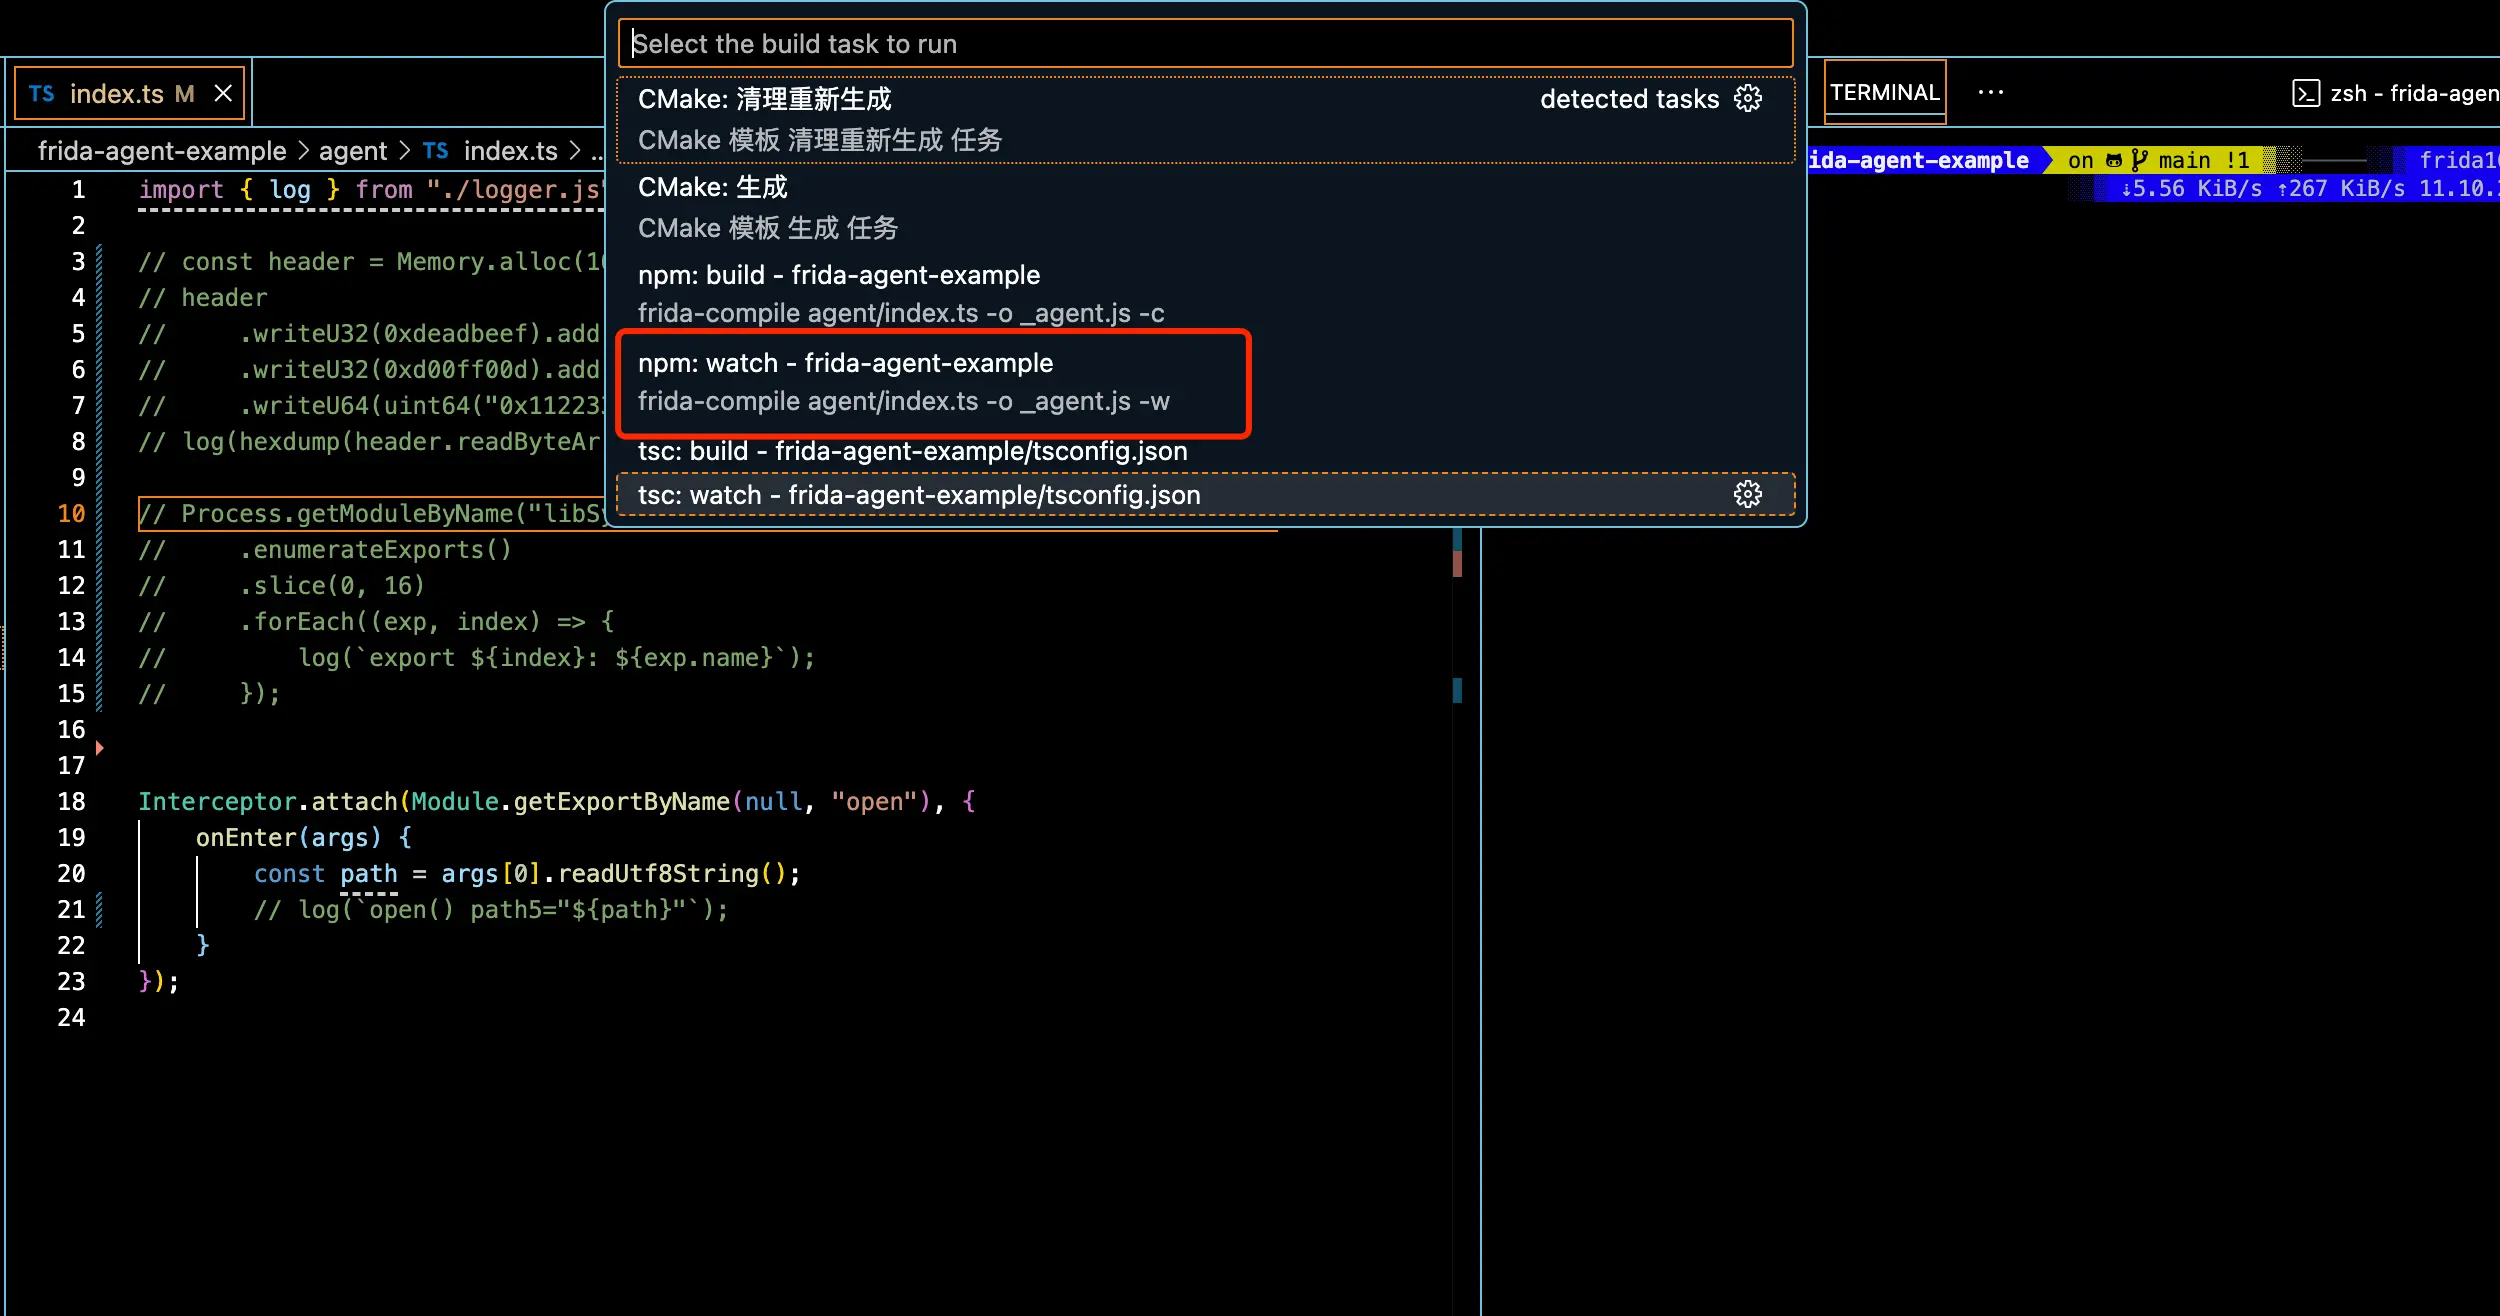 Select the build task to run
CMake: 清理重新生成
detected tasks
CMake 模板 清理重新生成 任务
CMake: 生成
CMake 模板 生成 任务
npm: build - frida-agent-example
frida-compile agent/index.ts -o _agent.js -c
npm: watch - frida-agent-example
frida-compile agent/index.ts -o _agent.js -w
tsc: build - frida-agent-example/tsconfig.json
tsc: watch - frida-agent-example/tsconfig.json
TS index.ts M
frida-agent-example > agent > TS index.ts > ..
1 import { log } from "./logger.js"
2
3 // const header = Memory.alloc(1
4 // header
5 //     .writeU32(0xdeadbeef).add
6 //     .writeU32(0xd00ff00d).add
7 //     .writeU64(uint64("0x11223
8 // log(hexdump(header.readByteAr
9
10 // Process.getModuleByName("libSy
11 //     .enumerateExports()
12 //     .slice(0, 16)
13 //     .forEach((exp, index) => {
14 //         log(`export ${index}: ${exp.name}`);
15 //     });
16
17
18 Interceptor.attach(Module.getExportByName(null, "open"), {
19     onEnter(args) {
20         const path = args[0].readUtf8String();
21         // log(`open() path5="${path}"`);
22     }
23 });
24
TERMINAL ...
zsh - frida-agen
ida-agent-example on main !1 frida1
↓5.56 KiB/s ↑267 KiB/s 11.10.